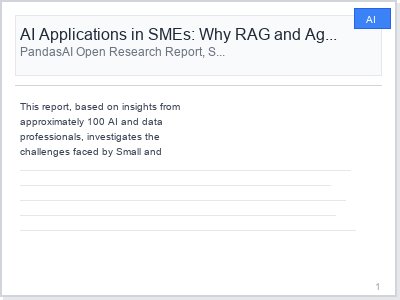 AI
AI Applications in SMEs: Why RAG and Ag...
PandasAI Open Research Report, S...
This report, based on insights from
approximately 100 AI and data
professionals, investigates the
challenges faced by Small and
1